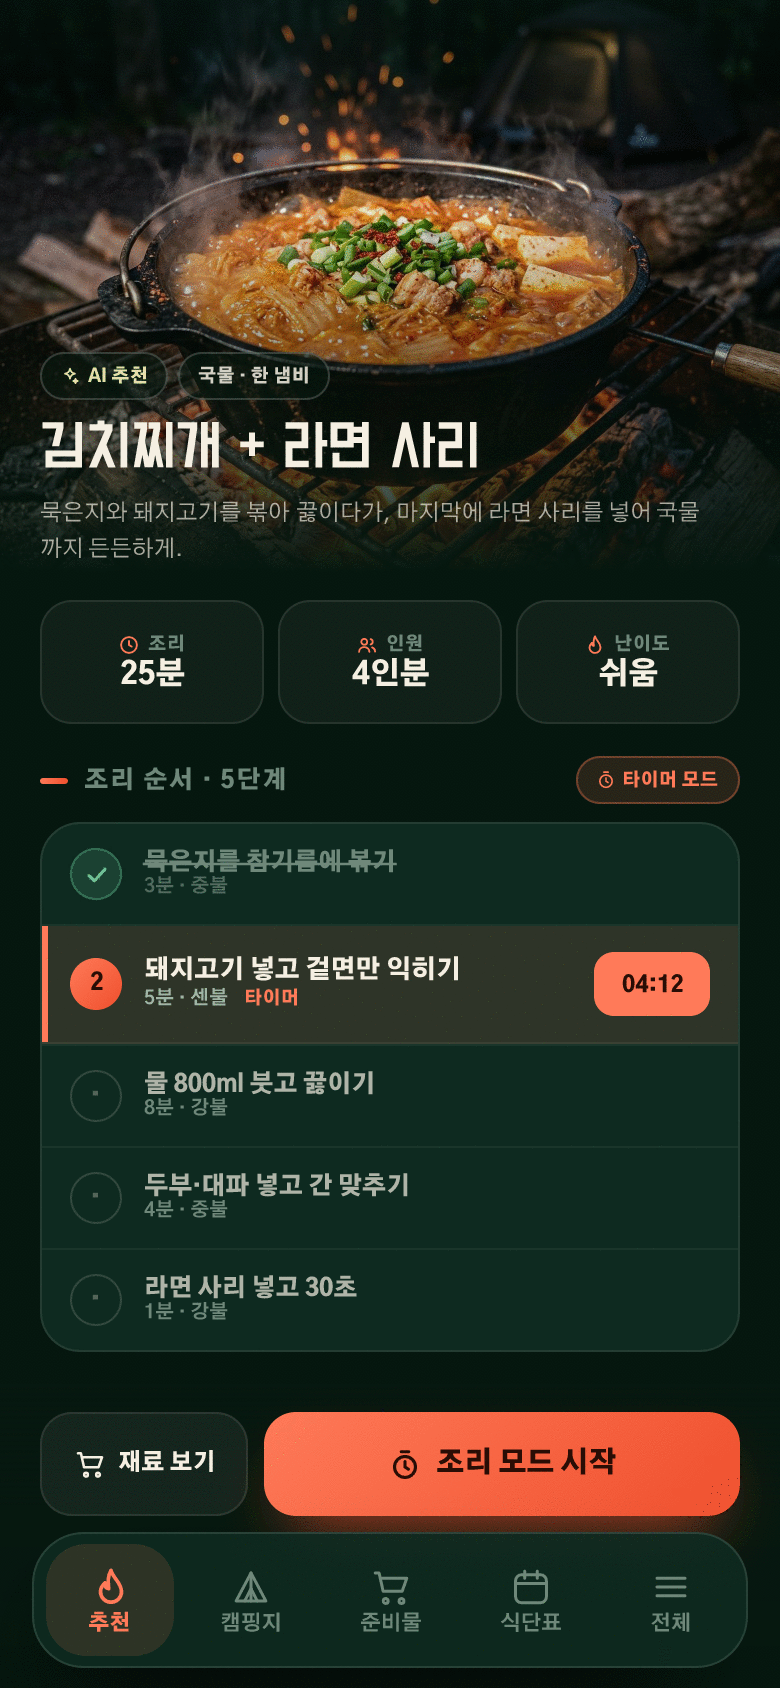 AI 추천
국물 · 한 냄비
김치찌개 + 라면 사리
묵은지와 돼지고기를 볶아 끓이다가, 마지막에 라면 사리를 넣어 국물
까지 든든하게.
조리
25분
인원
4인분
난이도
쉬움
조리 순서 · 5단계
타이머 모드
묵은지를 참기름에 볶기
3분 · 중불
2
돼지고기 넣고 겉면만 익히기
5분 · 센불 타이머
04:12
물 800ml 붓고 끓이기
8분 · 강불
두부·대파 넣고 간 맞추기
4분 · 중불
라면 사리 넣고 30초
1분 · 강불
재료 보기
조리 모드 시작
추천
캠핑지
준비물
식단표
전체